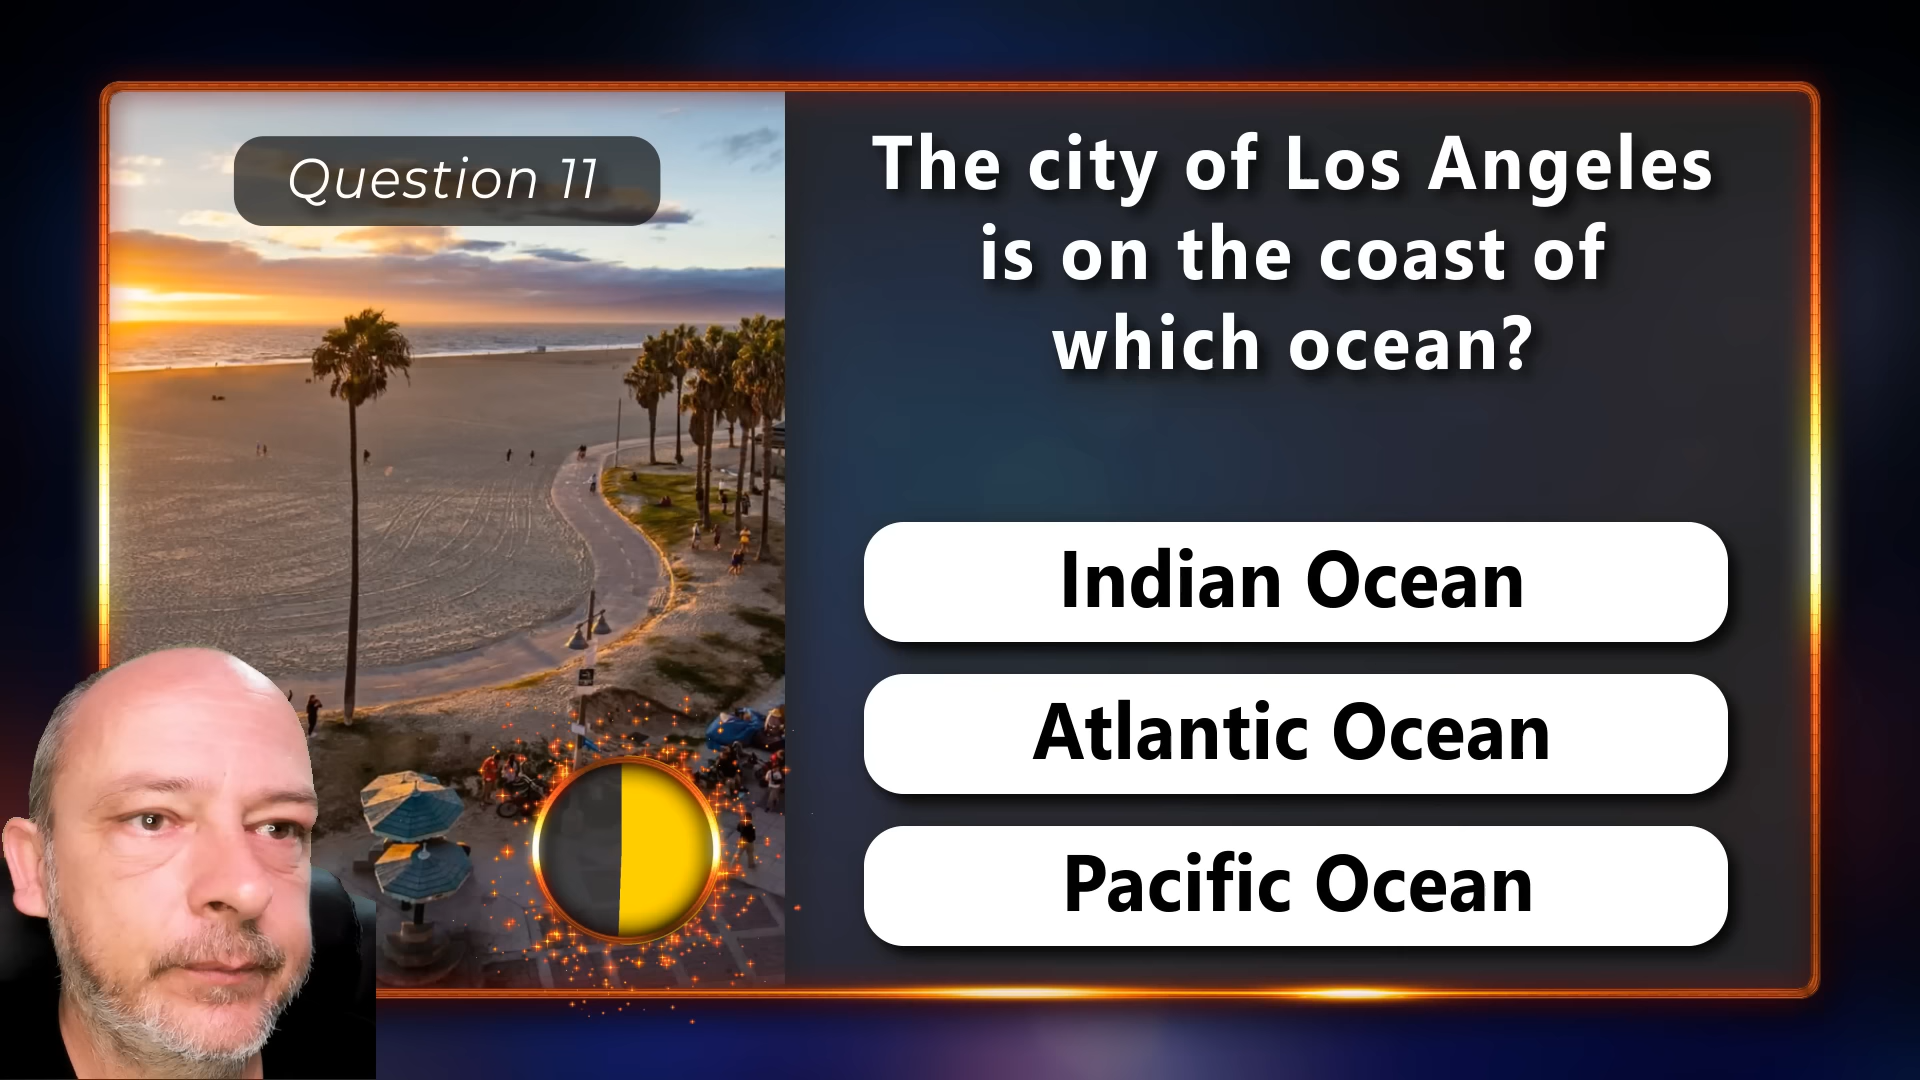 Question 11
The city of Los Angeles
is on the coast of
which ocean?
Indian Ocean
Atlantic Ocean
Pacific Ocean